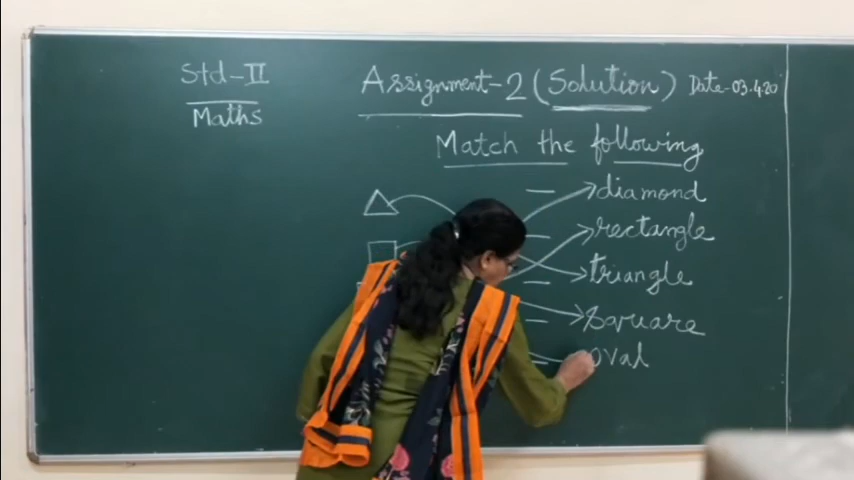 Std-II
Maths
Assignment-2 (Solution) Date-03.4.20
Match the following
diamond
rectangle
triangle
square
oval